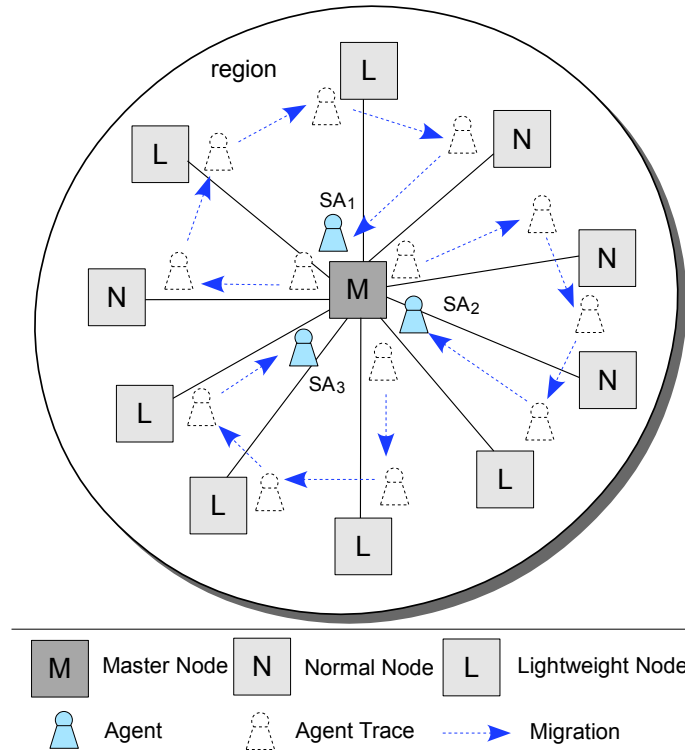 region
L
L
N
SA1
N
M
N
SA2
SA3
N
L
L
L
L
M Master Node N Normal Node L Lightweight Node
Agent Agent Trace Migration